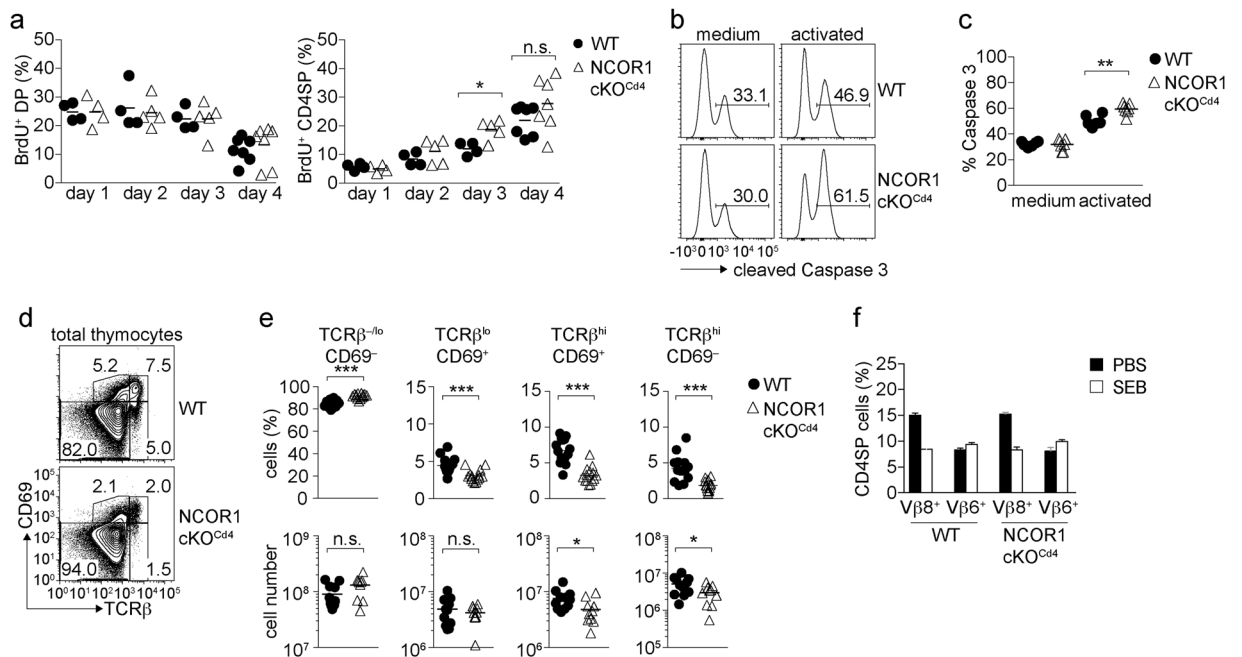 a
BrdU⁺ DP (%)
50
40
30
20
10
0
day 1 day 2 day 3 day 4
BrdU⁺ CD4SP (%)
50
40
30
20
10
0
* n.s.
day 1 day 2 day 3 day 4
WT
NCOR1
cKO^Cd4
b
medium activated
33.1 46.9 WT
30.0 61.5 NCOR1
cKO^Cd4
-10³ 0 10³ 10⁴ 10⁵
cleaved Caspase 3
c
% Caspase 3
100
80
60
40
20
0
**
medium activated
WT
NCOR1
cKO^Cd4
d
total thymocytes
5.2 7.5
WT
82.0 5.0
2.1 2.0
NCOR1
cKO^Cd4
94.0 1.5
CD69
10⁵
10⁴
10³
10²
10¹
10⁰
10⁰ 10¹ 10² 10³ 10⁴ 10⁵
TCRβ
e
TCRβ⁻/lo TCRβlo TCRβhi TCRβhi
CD69⁻ CD69⁺ CD69⁺ CD69⁻
*** *** *** ***
cells (%)
100 15 15 15
80
60 10 10 10
40 5 5 5
20
0 0 0 0
WT
NCOR1
cKO^Cd4
n.s. n.s. * *
cell number
10⁹ 10⁸ 10⁸ 10⁸
10⁷
10⁸ 10⁷ 10⁷
10⁶
10⁷ 10⁶ 10⁶ 10⁵
f
CD4SP cells (%)
25
20
15
10
5
0
PBS
SEB
Vβ8⁺ Vβ6⁺ Vβ8⁺ Vβ6⁺
WT NCOR1
cKO^Cd4